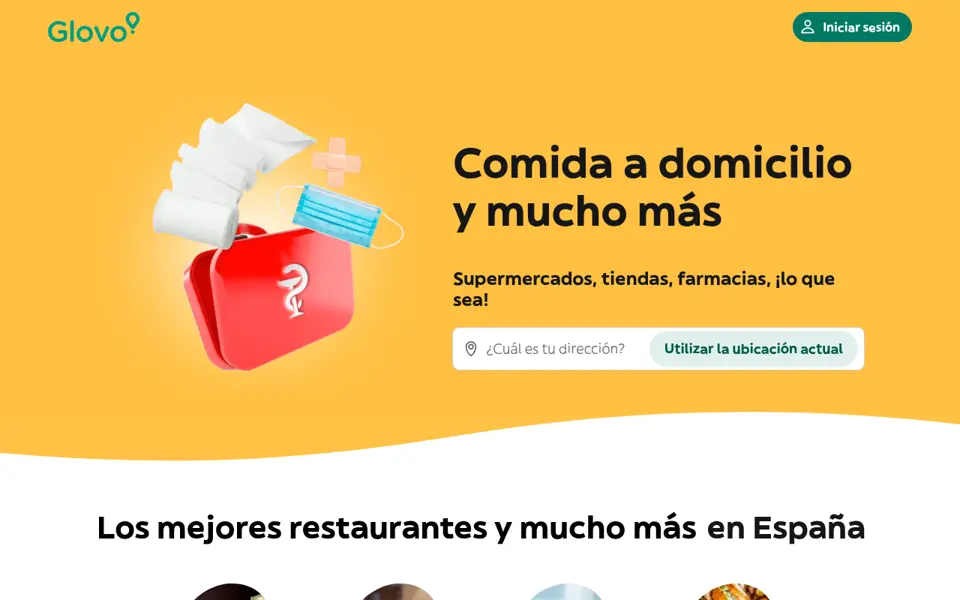 Glovo
Iniciar sesión
Comida a domicilio
y mucho más
Supermercados, tiendas, farmacias, ¡lo que
sea!
¿Cuál es tu dirección?
Utilizar la ubicación actual
Los mejores restaurantes y mucho más en España